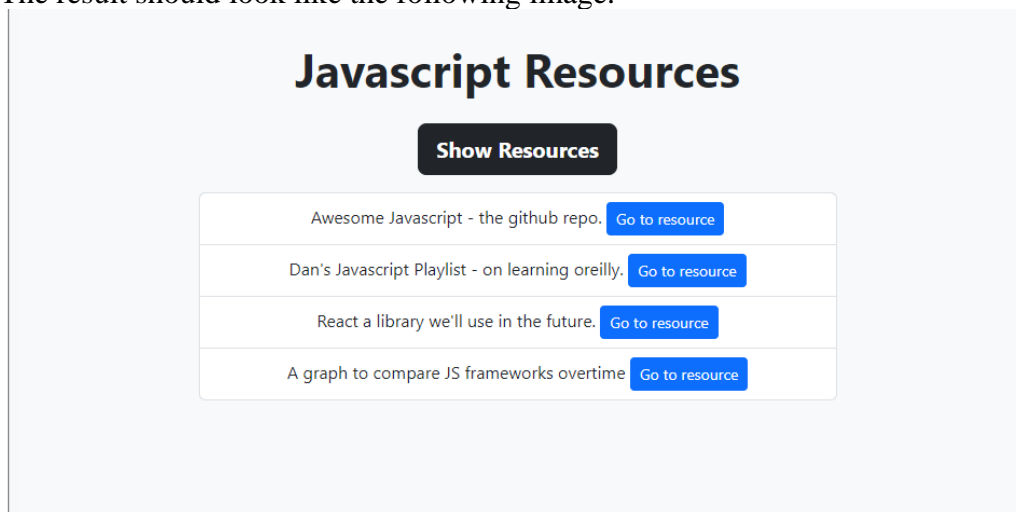 The result should look like the following image:
Javascript Resources
Show Resources
Awesome Javascript - the github repo. Go to resource
Dan's Javascript Playlist - on learning oreilly. Go to resource
React a library we'll use in the future. Go to resource
A graph to compare JS frameworks overtime Go to resource